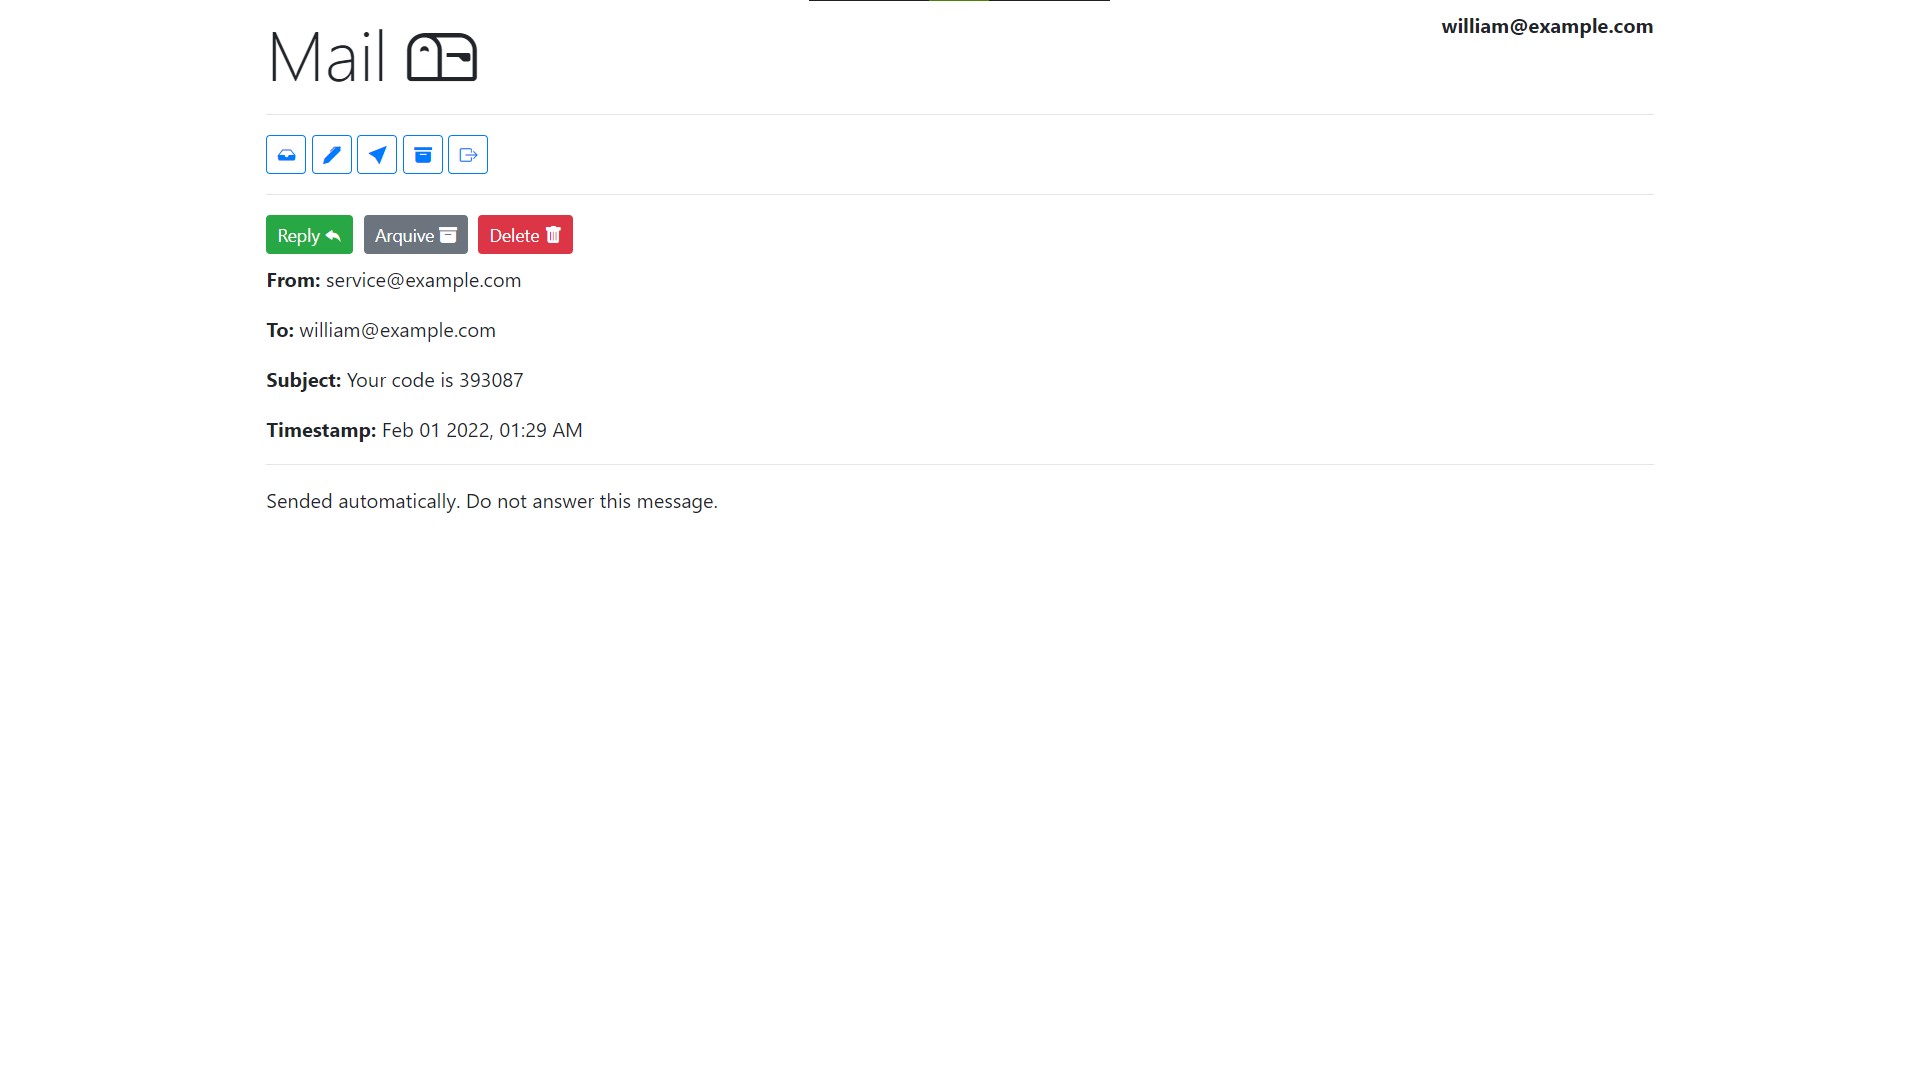 Mail
william@example.com
Reply
Arquive
Delete
From: service@example.com
To: william@example.com
Subject: Your code is 393087
Timestamp: Feb 01 2022, 01:29 AM
Sended automatically. Do not answer this message.